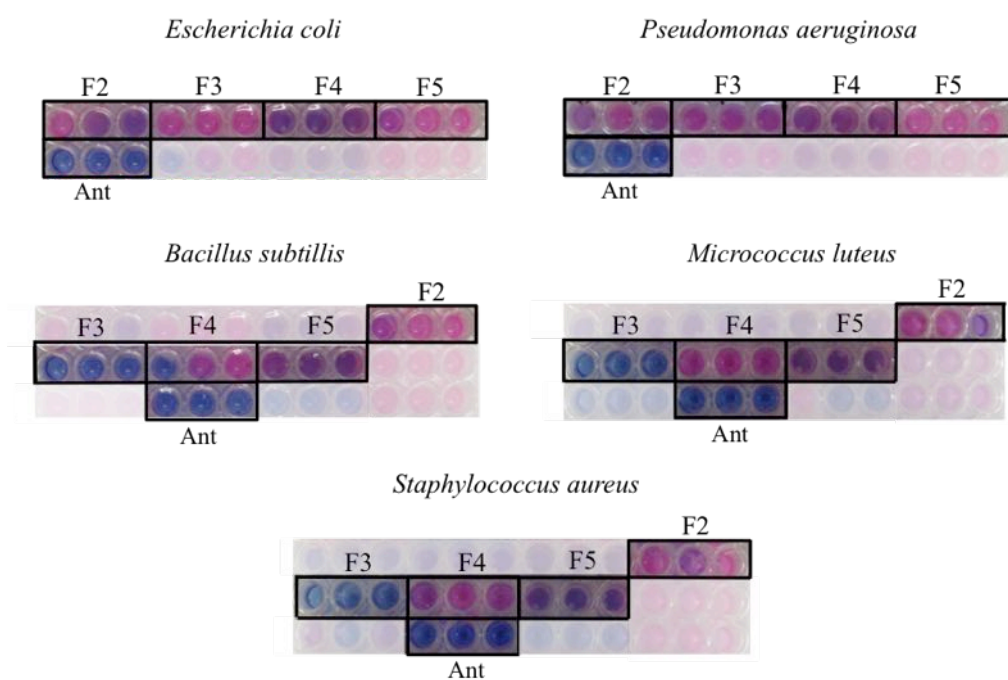 Escherichia coli
F2 F3 F4 F5
Ant
Pseudomonas aeruginosa
F2 F3 F4 F5
Ant
Bacillus subtillis
F2
F3 F4 F5
Ant
Micrococcus luteus
F2
F3 F4 F5
Ant
Staphylococcus aureus
F2
F3 F4 F5
Ant